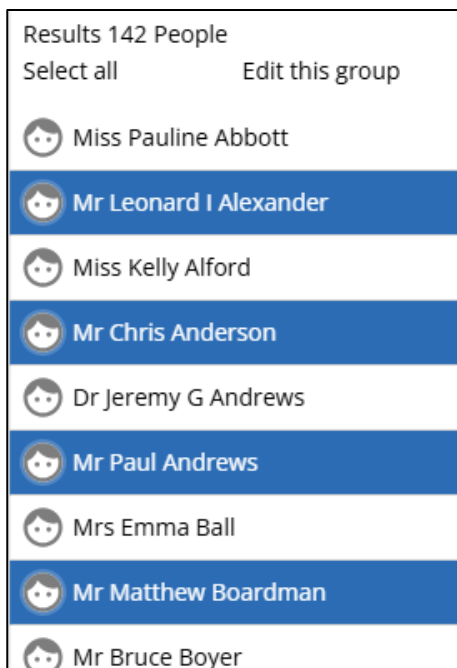 Results 142 People
Select all Edit this group
Miss Pauline Abbott
Mr Leonard I Alexander
Miss Kelly Alford
Mr Chris Anderson
Dr Jeremy G Andrews
Mr Paul Andrews
Mrs Emma Ball
Mr Matthew Boardman
Mr Bruce Boyer